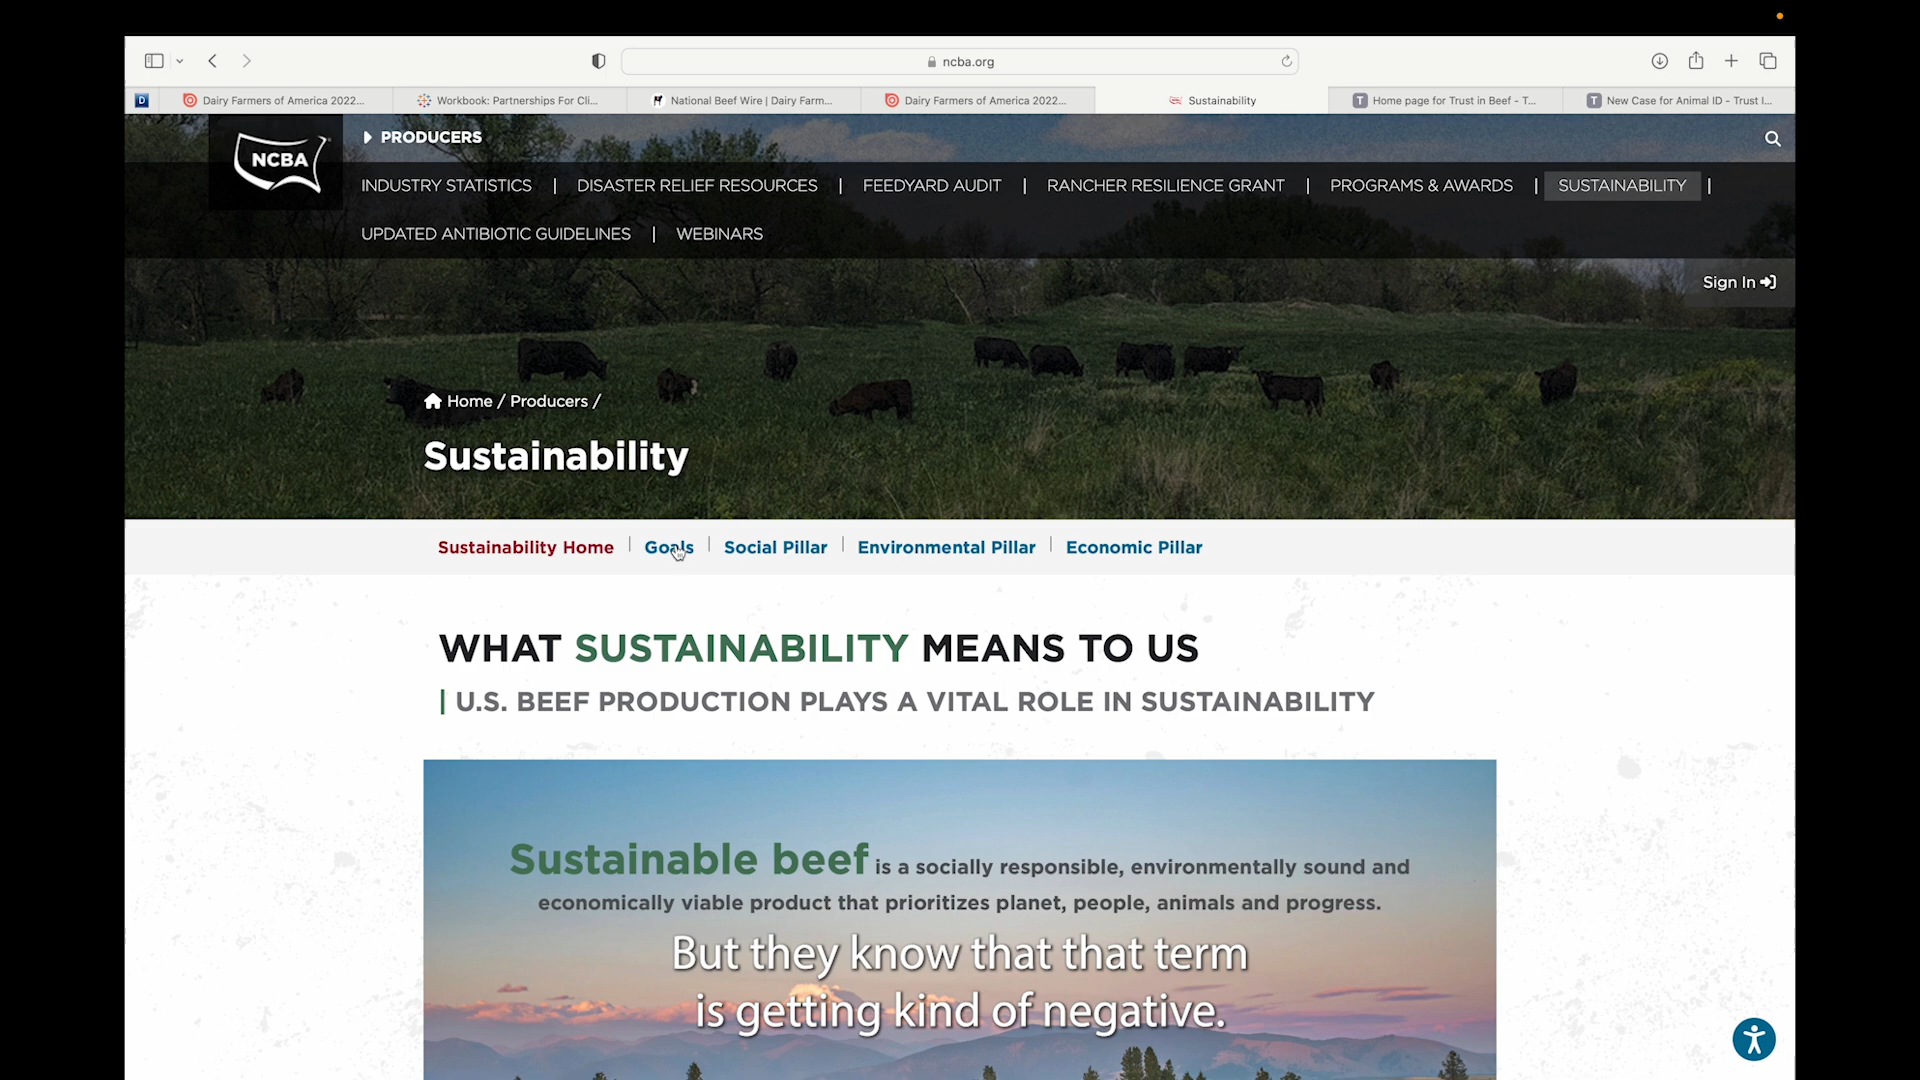 ncba.org
D
Dairy Farmers of America 2022...
Workbook: Partnerships For Cli...
National Beef Wire | Dairy Farm...
Dairy Farmers of America 2022...
Sustainability
T Home page for Trust in Beef - T...
T New Case for Animal ID - Trust I...
NCBA
PRODUCERS
INDUSTRY STATISTICS | DISASTER RELIEF RESOURCES | FEEDYARD AUDIT | RANCHER RESILIENCE GRANT | PROGRAMS & AWARDS | SUSTAINABILITY |
UPDATED ANTIBIOTIC GUIDELINES | WEBINARS
Sign In
Home / Producers /
Sustainability
Sustainability Home | Goals | Social Pillar | Environmental Pillar | Economic Pillar
WHAT SUSTAINABILITY MEANS TO US
U.S. BEEF PRODUCTION PLAYS A VITAL ROLE IN SUSTAINABILITY
Sustainable beef is a socially responsible, environmentally sound and
economically viable product that prioritizes planet, people, animals and progress.
But they know that that term
is getting kind of negative.